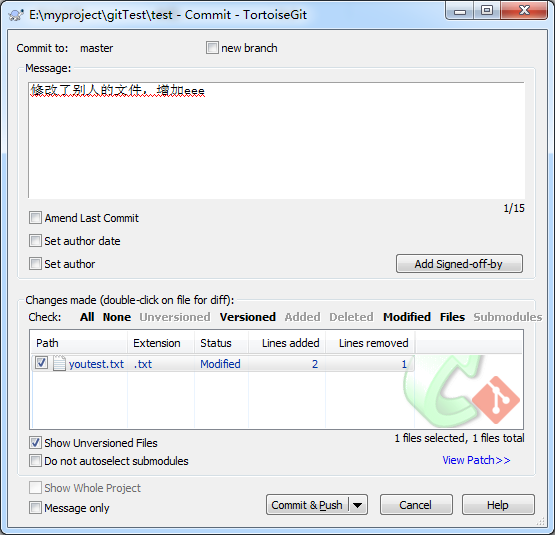 E:\myproject\gitTest\test - Commit - TortoiseGit
Commit to: master new branch
Message:
修改了别人的文件，增加eee
1/15
Amend Last Commit
Set author date
Set author
Add Signed-off-by
Changes made (double-click on file for diff):
Check: All None Unversioned Versioned Added Deleted Modified Files Submodules
Path Extension Status Lines added Lines removed
youtest.txt .txt Modified 2 1
Show Unversioned Files
1 files selected, 1 files total
Do not autoselect submodules
View Patch>>
Show Whole Project
Message only
Commit & Push
Cancel
Help